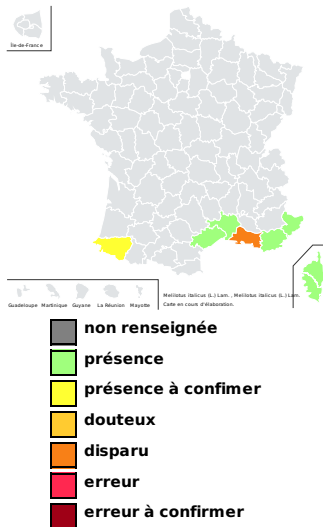 Île-de-France
Guadeloupe Martinique Guyane La Réunion Mayotte
Melilotus italicus (L.) Lam. , Melilotus italicus (L.) Lam.
Carte en cours d'élaboration.
non renseignée
présence
présence à confimer
douteux
disparu
erreur
erreur à confirmer